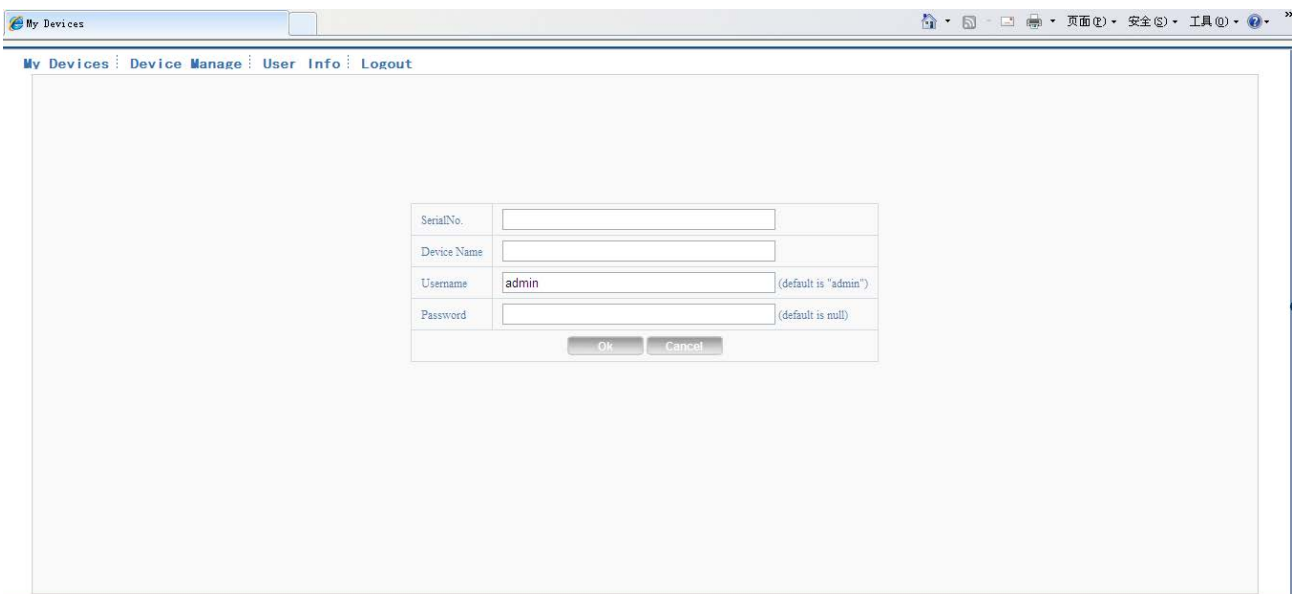 My Devices 页面(P) 安全(S) 工具(O) »
My Devices Device Manage User Info Logout
SerialNo.
Device Name
Username admin (default is "admin")
Password (default is null)
Ok Cancel